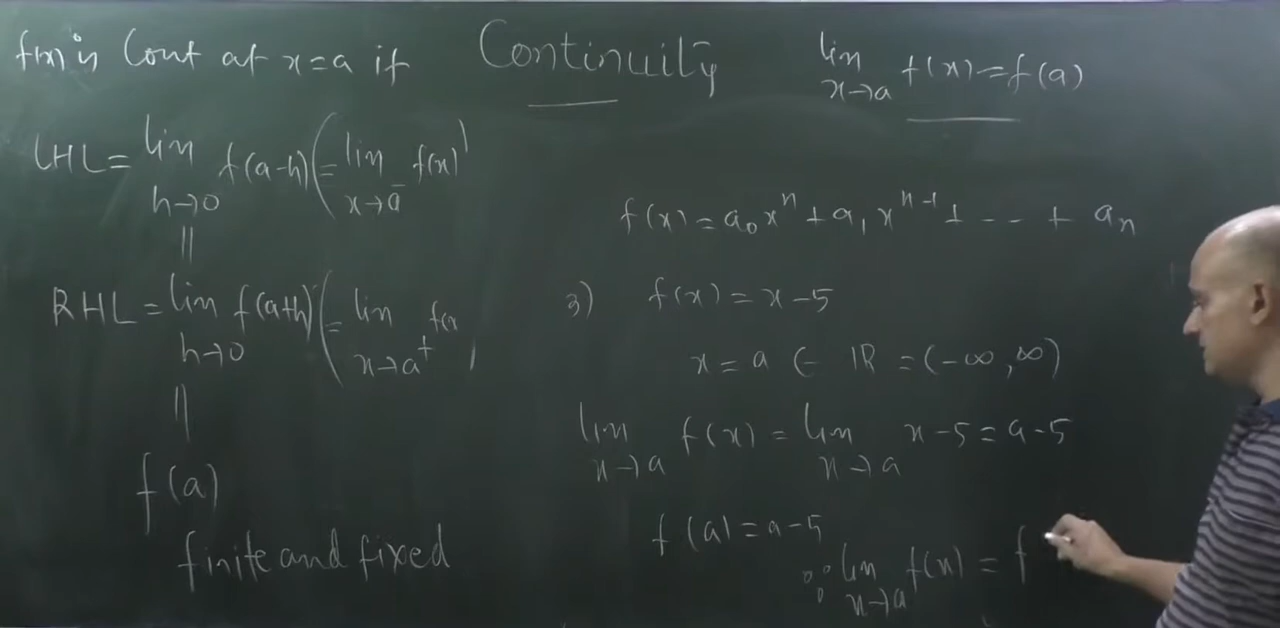 f(x) is Cont at x=a if
Continuity
lim x→a f(x)=f(a)
LHL = lim h→0 f(a-h) (= lim x→a⁻ f(x)
||
RHL = lim h→0 f(a+h) (= lim x→a⁺ f(x
||
f(a)
finite and fixed
f(x) = a₀xⁿ + a₁xⁿ⁻¹ + --- + aₙ
3) f(x) = x-5
x = a ∈ IR = (-∞, ∞)
lim x→a f(x) = lim x→a x-5 = a-5
f(a) = a-5
∵ lim x→a f(x) = f